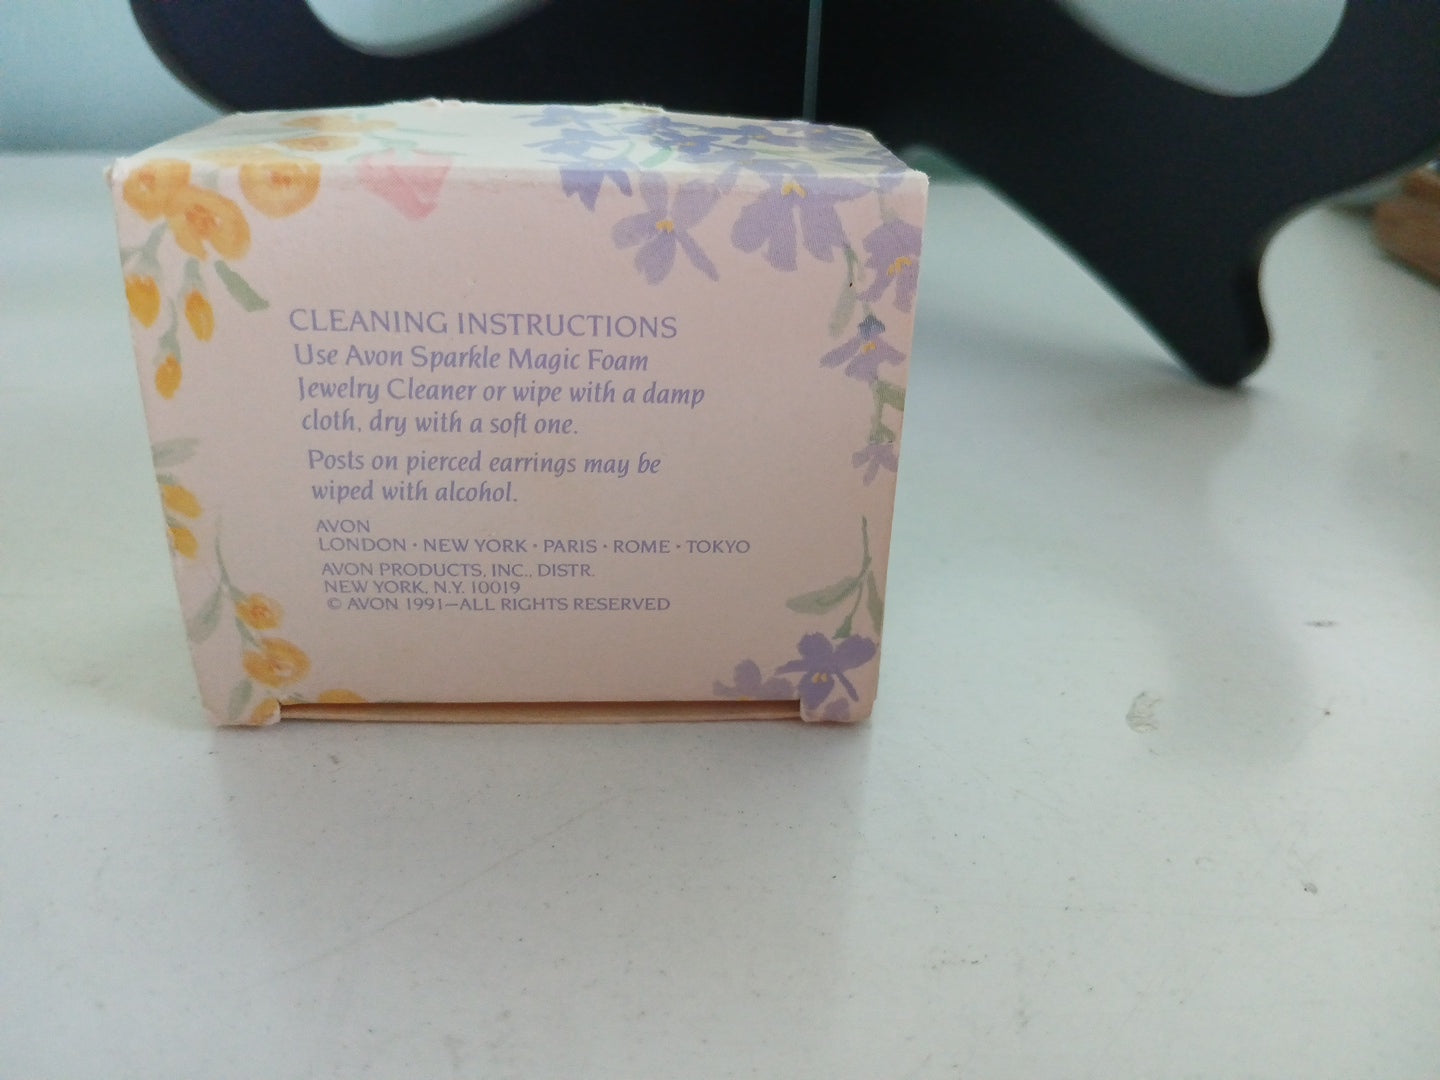 CLEANING INSTRUCTIONS
Use Avon Sparkle Magic Foam
Jewelry Cleaner or wipe with a damp
cloth, dry with a soft one.
Posts on pierced earrings may be
wiped with alcohol.
AVON
LONDON · NEW YORK · PARIS · ROME · TOKYO
AVON PRODUCTS, INC., DISTR.
NEW YORK, N.Y. 10019
© AVON 1991—ALL RIGHTS RESERVED